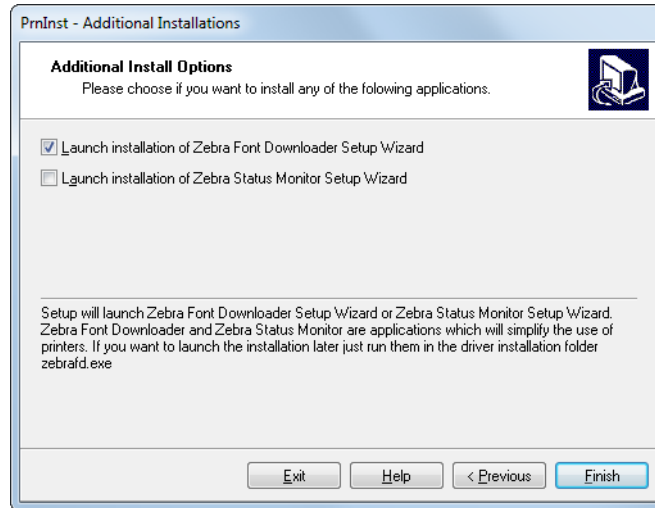 PrnInst - Additional Installations
Additional Install Options
Please choose if you want to install any of the folowing applications.
Launch installation of Zebra Font Downloader Setup Wizard
Launch installation of Zebra Status Monitor Setup Wizard
Setup will launch Zebra Font Downloader Setup Wizard or Zebra Status Monitor Setup Wizard.
Zebra Font Downloader and Zebra Status Monitor are applications which will simplify the use of
printers. If you want to launch the installation later just run them in the driver installation folder
zebrafd.exe
Exit Help < Previous Finish